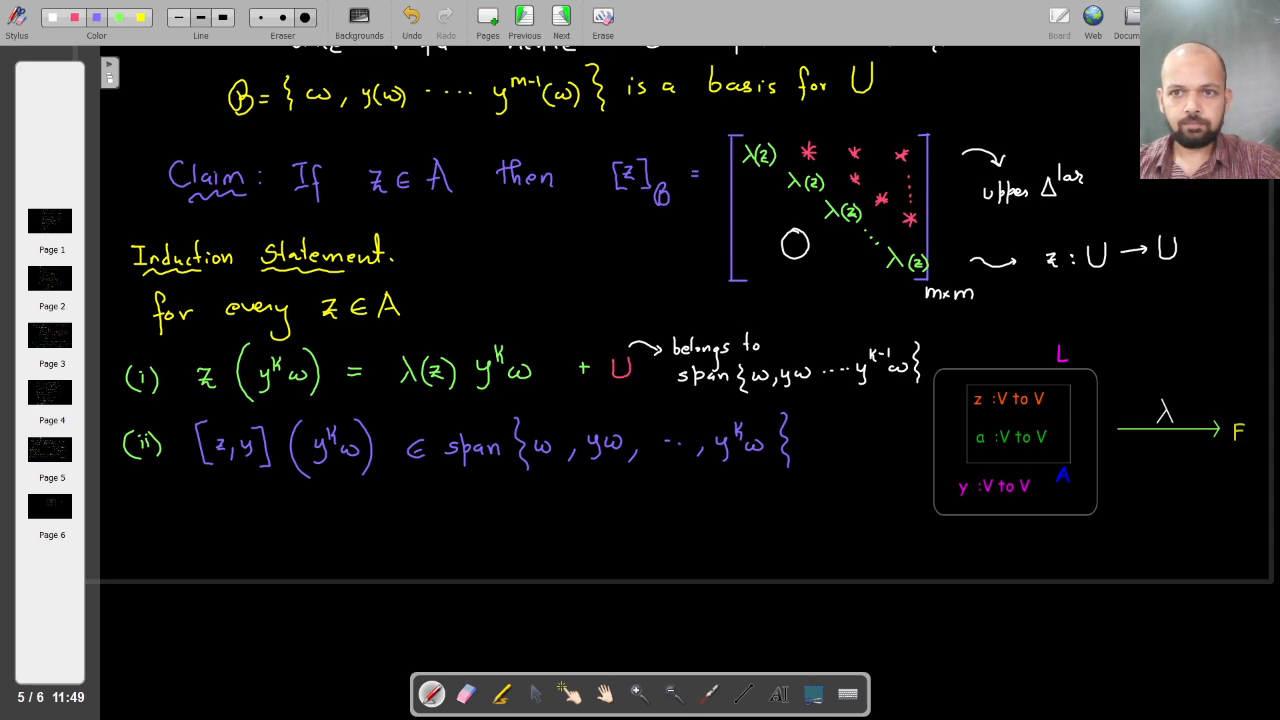 Stylus
Color
Line
Eraser
Backgrounds
Undo
Redo
Pages
Previous
Next
Erase
Board
Web
Docum
B = { ω , y(ω) ···· y^{m-1}(ω) } is a basis for U
Claim : If z ∈ A then [z]_B =
λ(z) * * *
λ(z) * ⋮
λ(z) * *
⋱
O λ(z)
m×m
upper Δ^{lar}
z : U → U
Induction Statement.
for every z ∈ A
(i) z (y^k ω) = λ(z) y^k ω + U
belongs to
span { ω, yω ···· y^{k-1} ω }
(ii) [z, y] (y^k ω) ∈ span { ω , yω, ·· , y^k ω }
L
z :V to V
a :V to V
y :V to V
A
λ
F
Page 1
Page 2
Page 3
Page 4
Page 5
Page 6
5 / 6 11:49